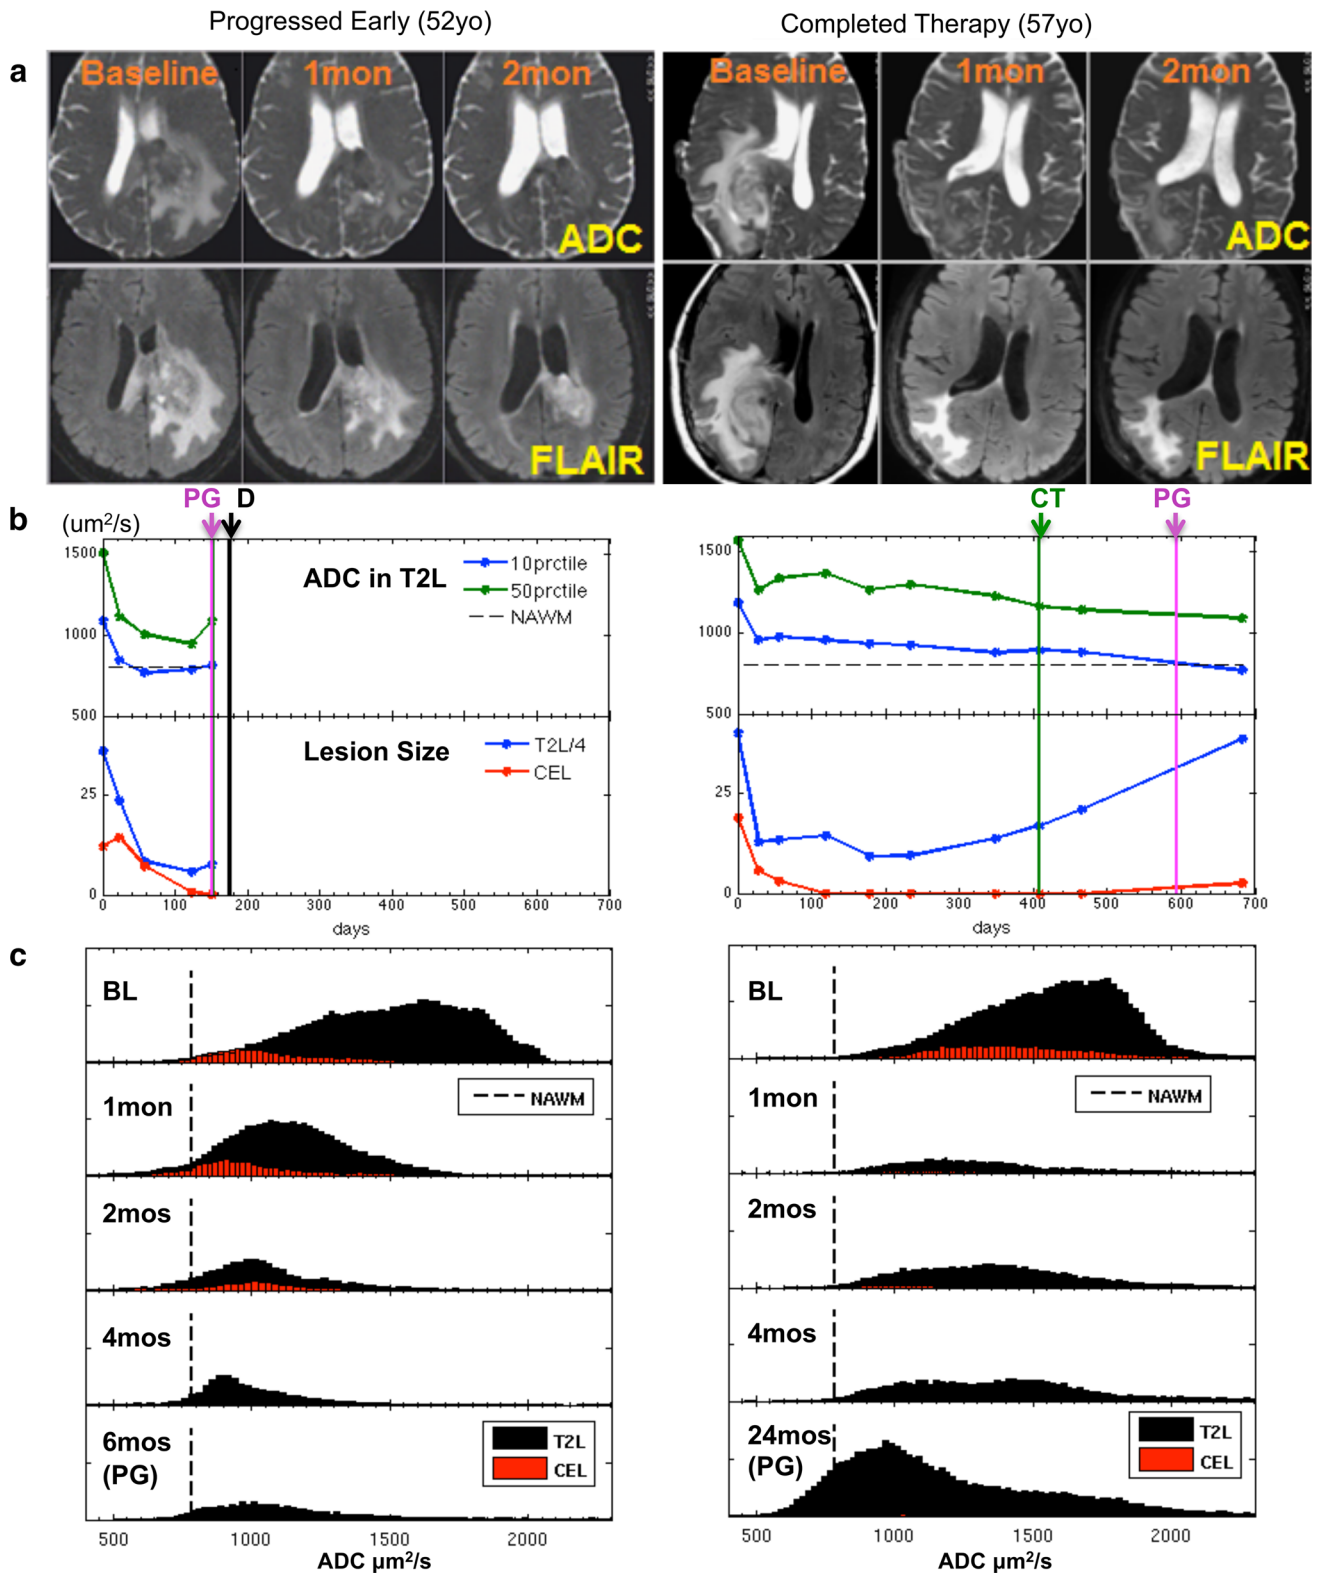 Progressed Early (52yo)
Completed Therapy (57yo)
a
Baseline 1mon 2mon
ADC
FLAIR
Baseline 1mon 2mon
ADC
FLAIR
b
(um²/s)
PG D
1500
1000
500
ADC in T2L
10prctile
50prctile
NAWM
25
0
Lesion Size
T2L/4
CEL
0 100 200 300 400 500 600 700
days
CT PG
1500
1000
500
25
0
0 100 200 300 400 500 600 700
days
c
BL
1mon
NAWM
2mos
4mos
6mos
(PG)
T2L
CEL
500 1000 1500 2000
ADC µm²/s
BL
1mon
NAWM
2mos
4mos
24mos
(PG)
T2L
CEL
500 1000 1500 2000
ADC µm²/s